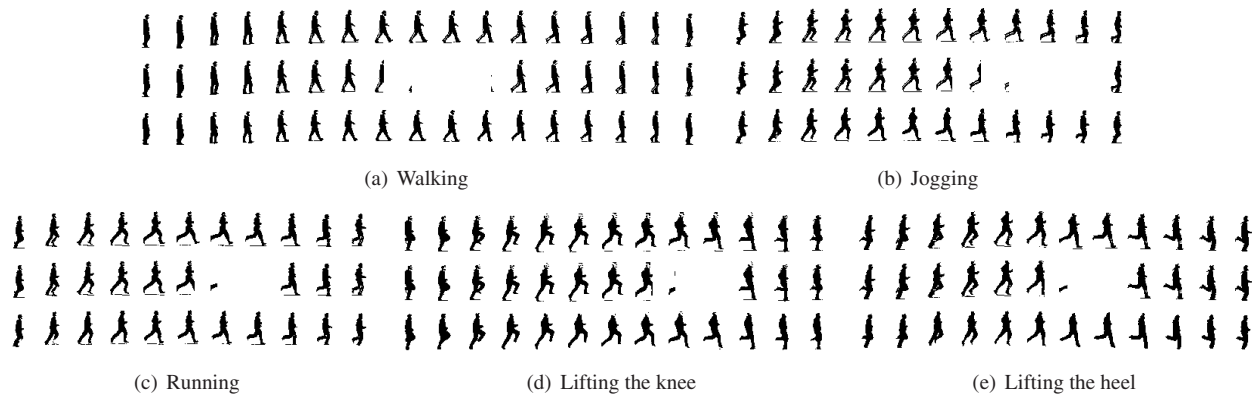 (a) Walking
(b) Jogging
(c) Running
(d) Lifting the knee
(e) Lifting the heel